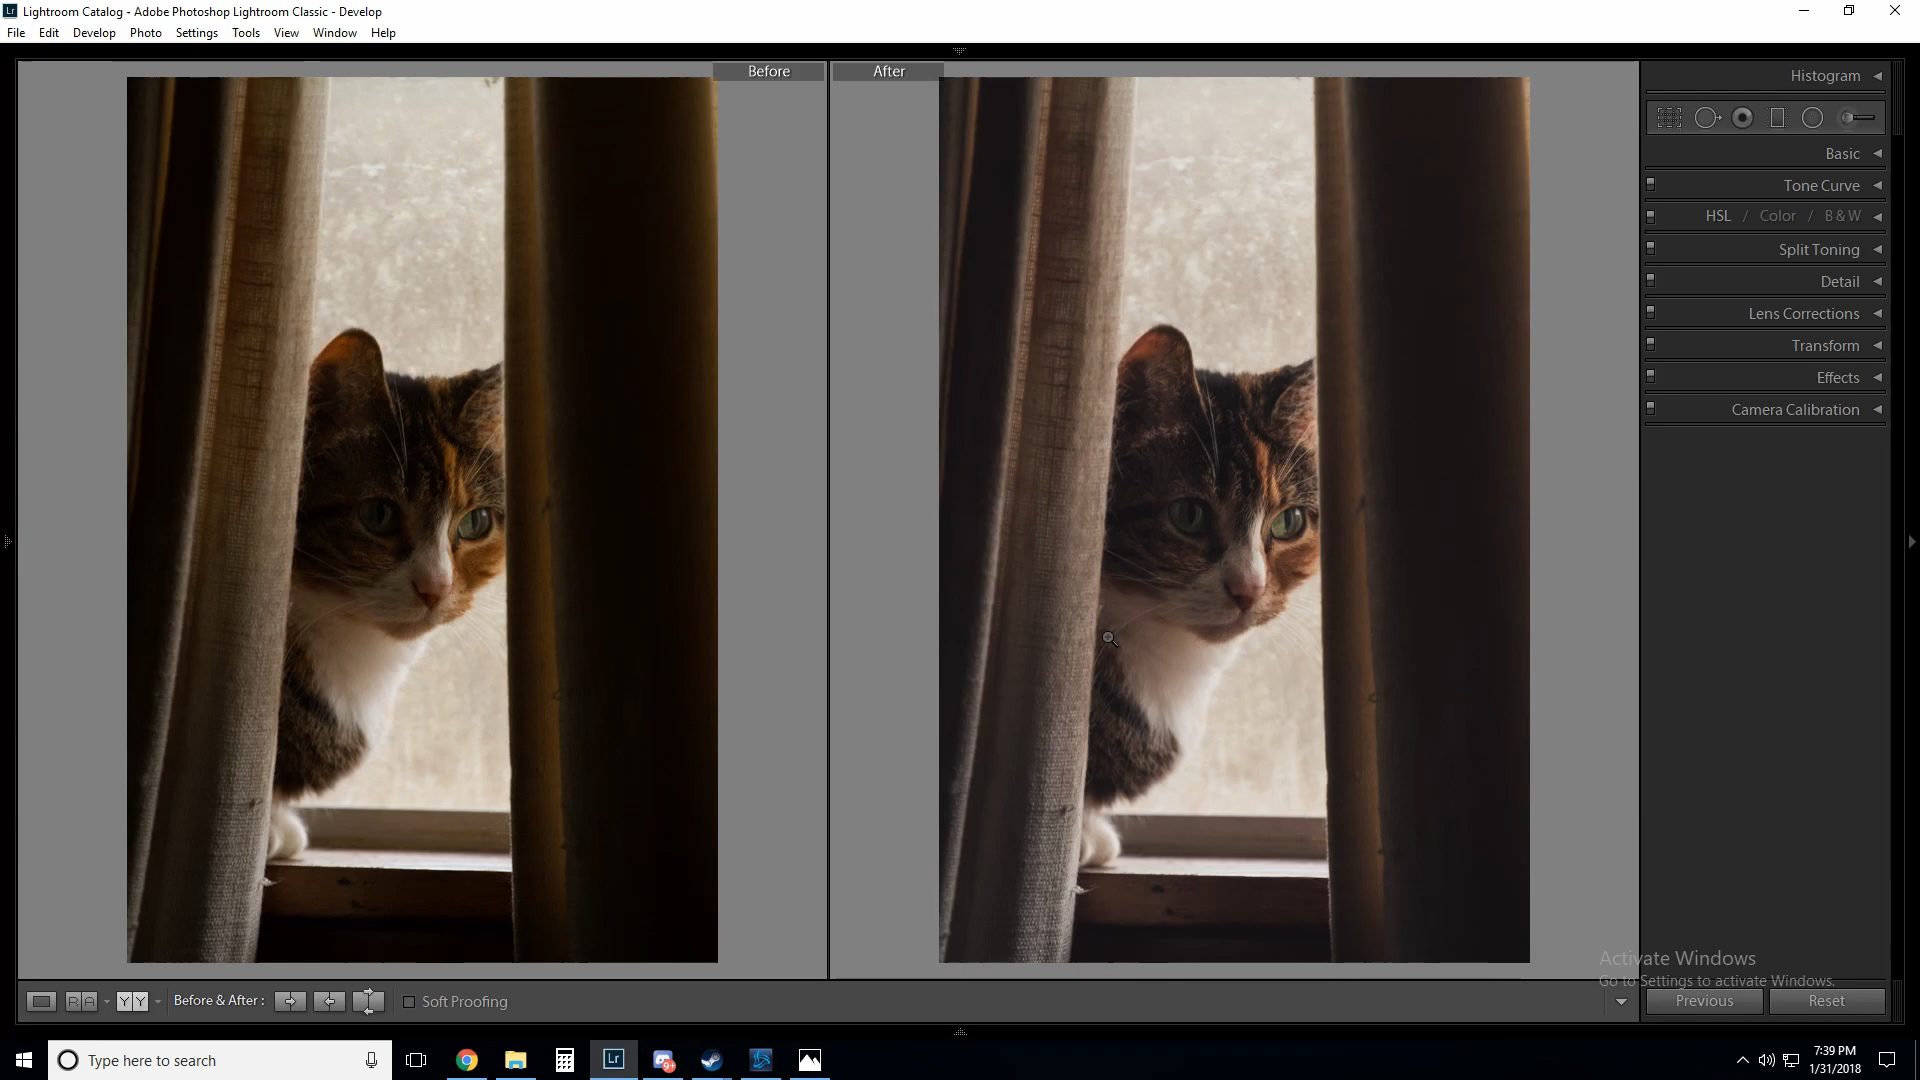 Lr Lightroom Catalog - Adobe Photoshop Lightroom Classic - Develop
File Edit Develop Photo Settings Tools View Window Help
Before After
Histogram
Basic
Tone Curve
HSL / Color / B & W
Split Toning
Detail
Lens Corrections
Transform
Effects
Camera Calibration
Activate Windows
Go to Settings to activate Windows.
R A Y Y Before & After : Soft Proofing
Previous Reset
Type here to search
Lr
9+
7:39 PM
1/31/2018